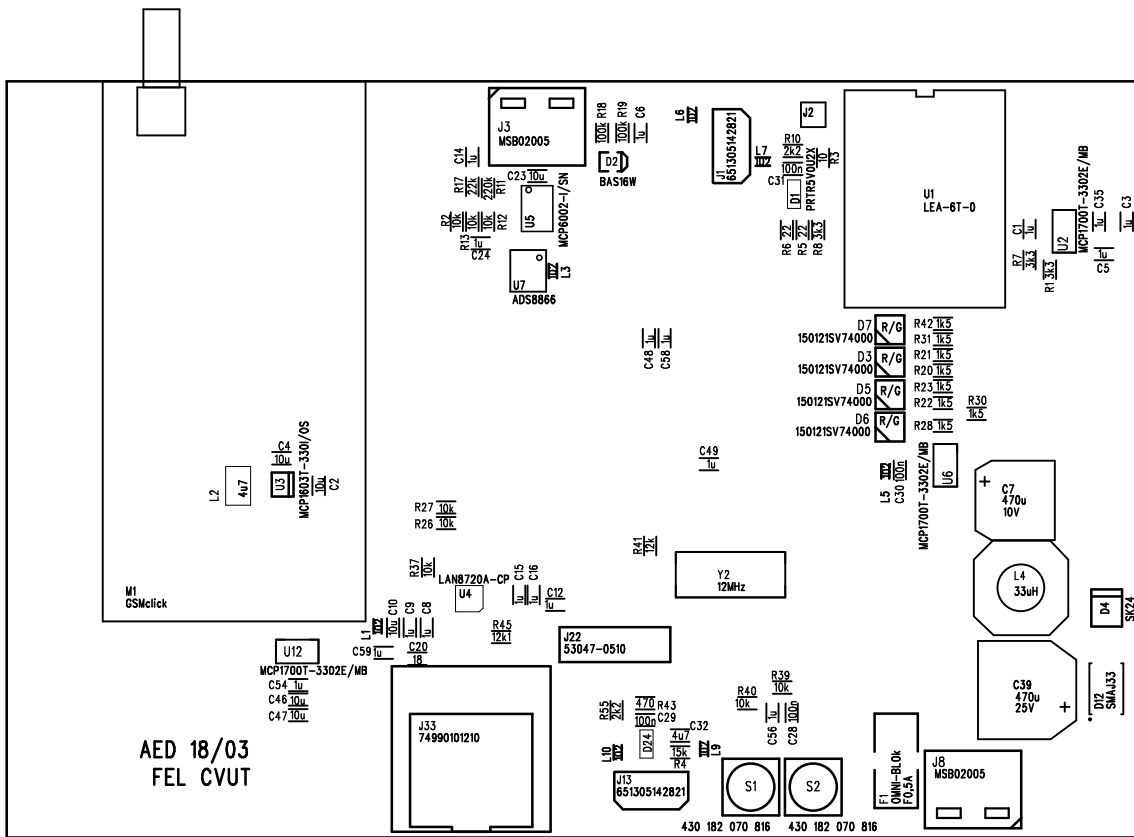 J3
MSB02005
R18
100k
R19
100k
C6
1u
L6
J1
651305142821
L7
J2
R10
2k2
100n
C31
R3
10
D1
PRTR5V0U2X
R6
22
R5
22
R8
3k3
U1
LEA-6T-0
MCP1700T-3302E/MB
U2
C35
1u
C3
1u
C1
1u
C5
1u
R7
3k3
R1
3k3
C14
1u
R17
22k
R11
220k
C23
10u
D2
BAS16W
U5
MCP6002-I/SN
R2
10k
R13
10k
R12
10k
1u
C24
U7
ADS8866
L3
C48
1u
C58
1u
D7
150121SV74000
R/G
R42 1k5
R31 1k5
D3
150121SV74000
R/G
R21 1k5
R20 1k5
D5
150121SV74000
R/G
R23 1k5
R22 1k5
D6
150121SV74000
R/G
R28 1k5
R30
1k5
C4
10u
L2
4u7
U3
MCP1603T-330I/OS
C2
10u
C49
1u
L5
C30
100n
MCP1700T-3302E/MB
U6
C7
470u
10V
R27 10k
R26 10k
R41
12k
R37
10k
LAN8720A-CP
U4
C15
1u
C16
1u
C12
1u
Y2
12MHz
L4
33uH
D4
SK24
M1
GSMclick
L1
C10
10u
C9
1u
C8
1u
C59 1u
C20
18
R45
12k1
J22
53047-0510
U12
MCP1700T-3302E/MB
C54 1u
C46 10u
C47 10u
C39
470u
25V
D12
SMAJ33
AED 18/03
FEL CVUT
J33
74990101210
R55
2k2
470
R43
100n
C29
L10
D24
C32
4u7
15k
R4
L9
J13
651305142821
R39
10k
R40
10k
C56
1u
C28
100n
S1
S2
430 182 070 816
430 182 070 816
F1
OMNI-BLOk
F0,5A
J8
MSB02005